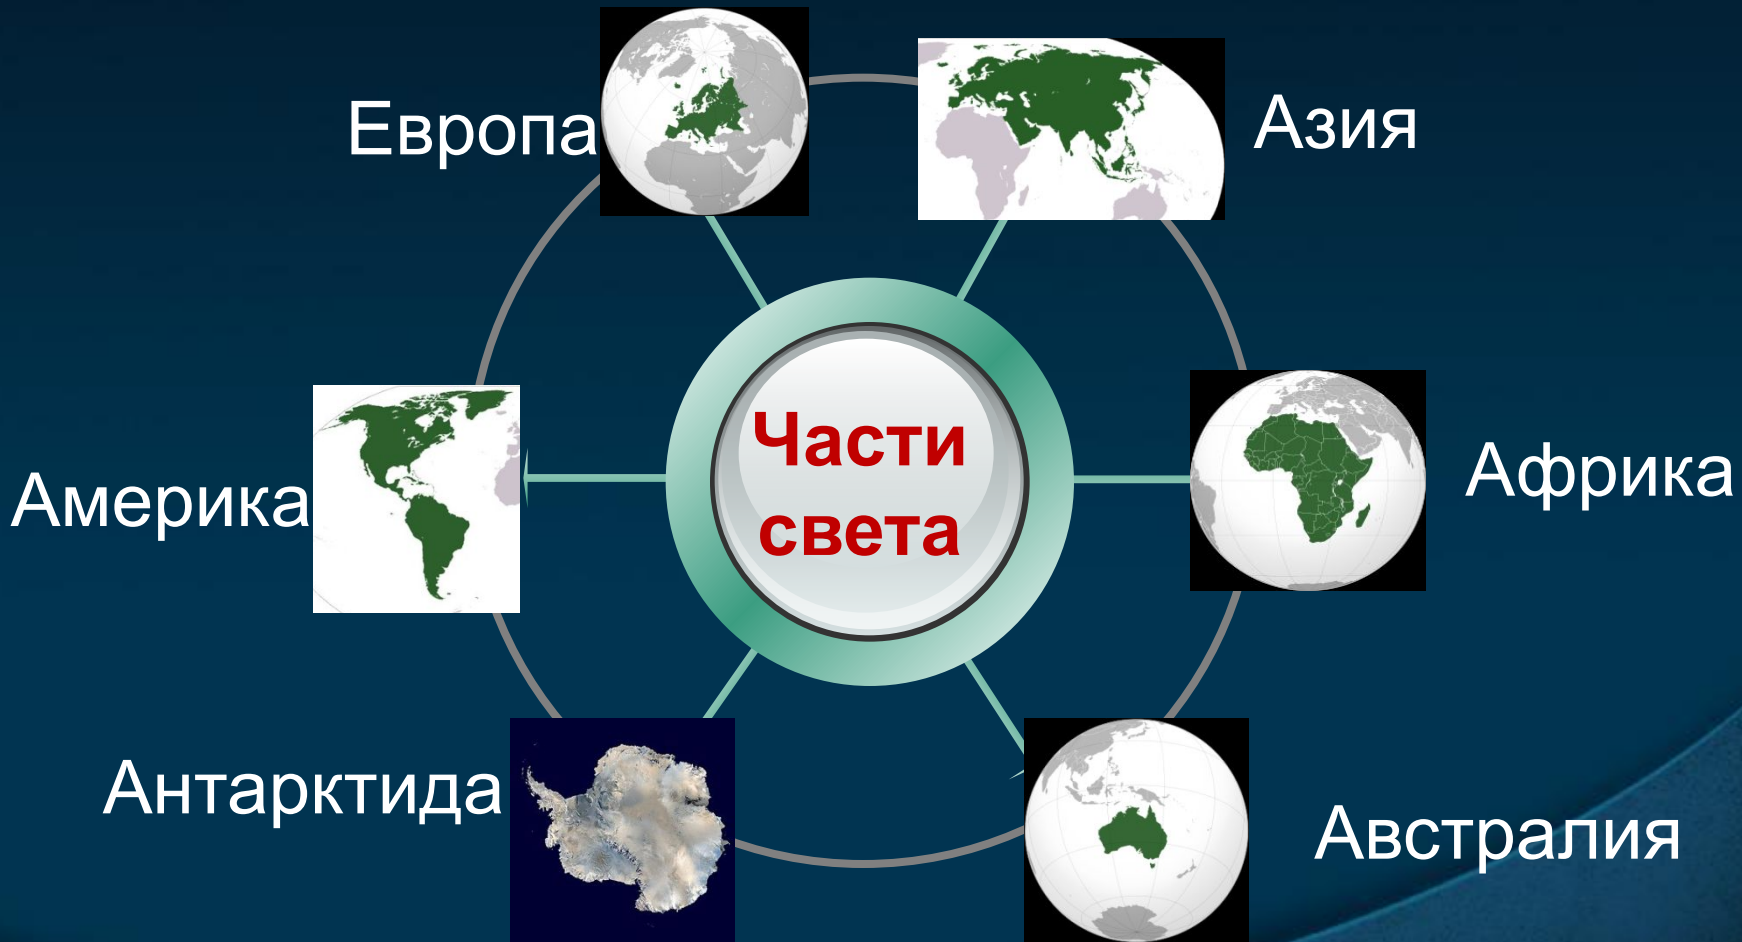 Европа
Азия
Части
света
Америка
Африка
Антарктида
Австралия